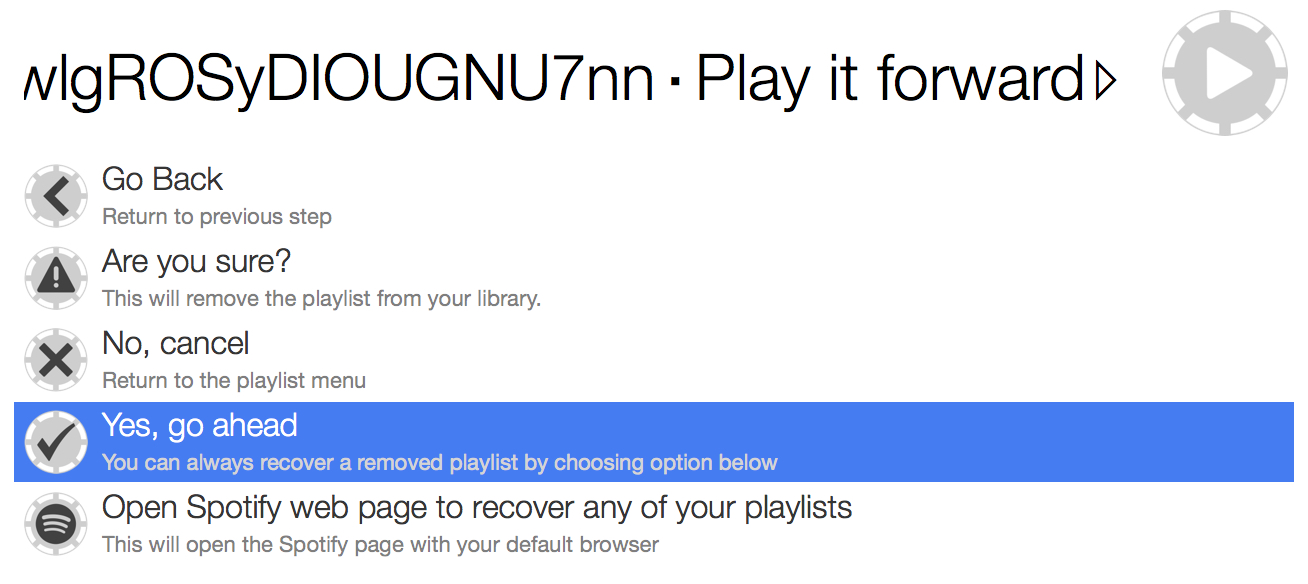 wlgROSyDIOUGNU7nn · Play it forward ▷
Go Back
Return to previous step
Are you sure?
This will remove the playlist from your library.
No, cancel
Return to the playlist menu
Yes, go ahead
You can always recover a removed playlist by choosing option below
Open Spotify web page to recover any of your playlists
This will open the Spotify page with your default browser